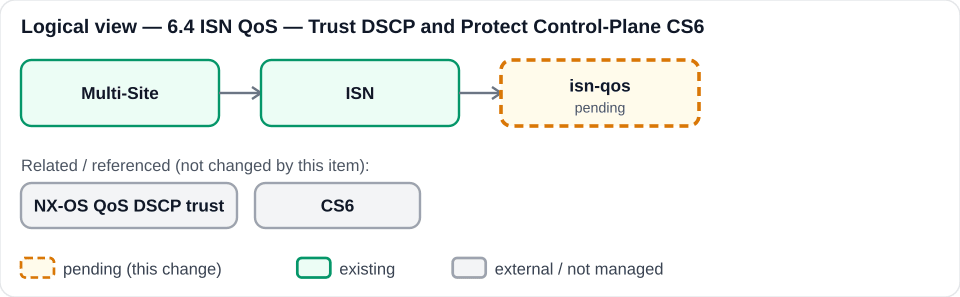 Logical view — 6.4 ISN QoS — Trust DSCP and Protect Control-Plane CS6
Multi-Site
ISN
isn-qos
pending
Related / referenced (not changed by this item):
NX-OS QoS DSCP trust
CS6
pending (this change)
existing
external / not managed